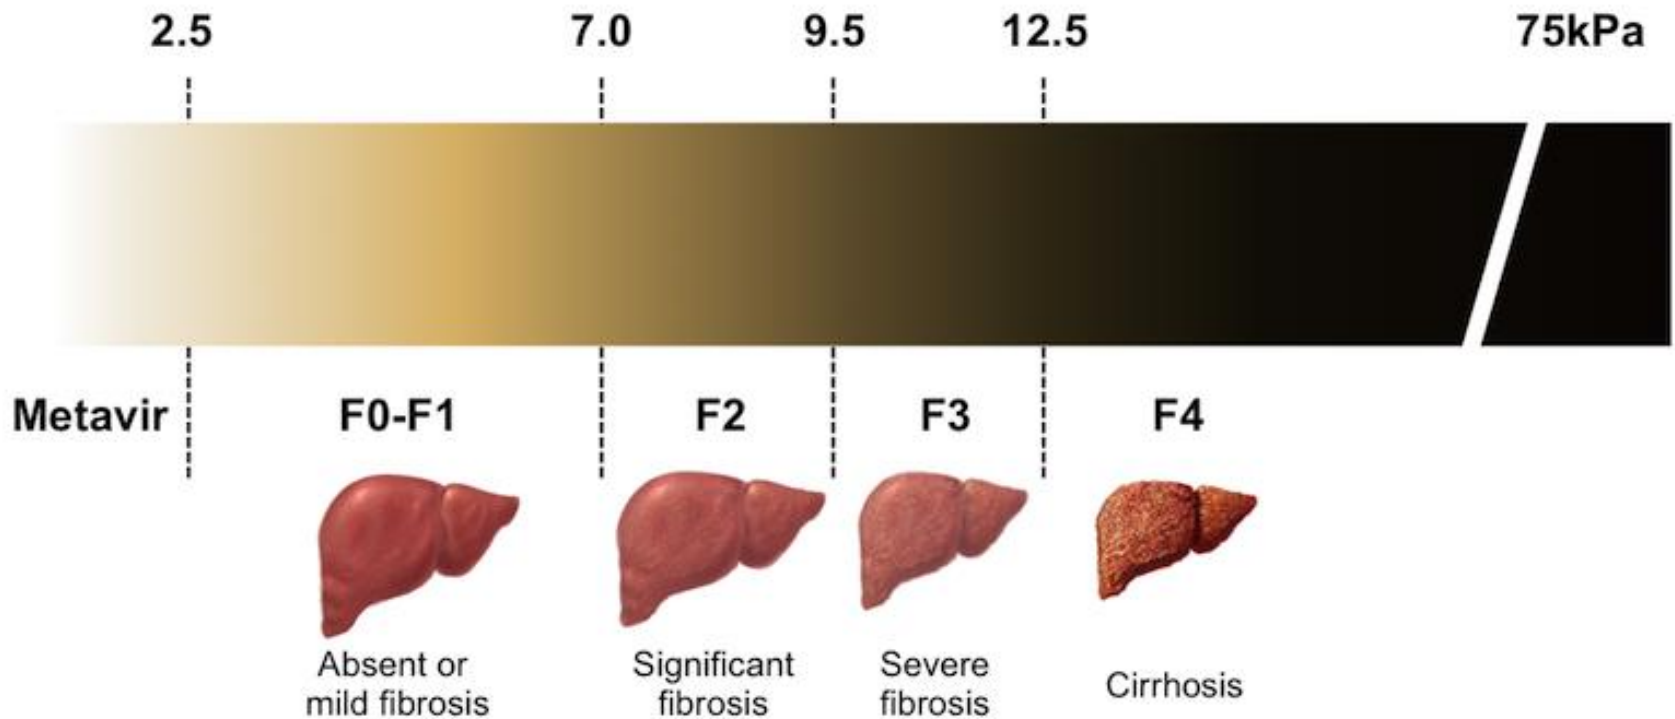 2.5 7.0 9.5 12.5 75kPa
Metavir F0-F1 F2 F3 F4
Absent or
mild fibrosis
Significant
fibrosis
Severe
fibrosis
Cirrhosis